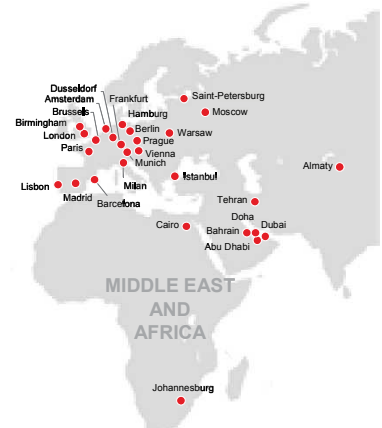 Dusseldorf
Amsterdam
Frankfurt
Brussels
Hamburg
Saint-Petersburg
Moscow
Birmingham
London
Berlin
Warsaw
Prague
Paris
Vienna
Munich
Almaty
Istanbul
Lisbon
Milan
Madrid
Barcelona
Tehran
Doha
Cairo
Bahrain
Dubai
Abu Dhabi
MIDDLE EAST
AND
AFRICA
Johannesburg